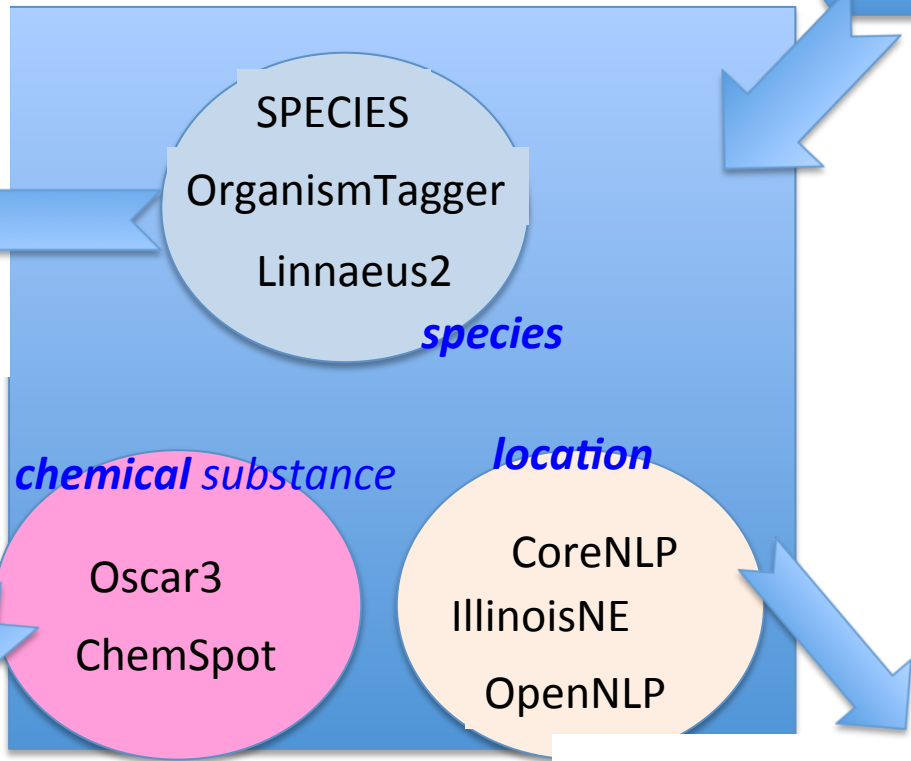 SPECIES
OrganismTagger
Linnaeus2
species
chemical substance
Oscar3
ChemSpot
location
CoreNLP
IllinoisNE
OpenNLP